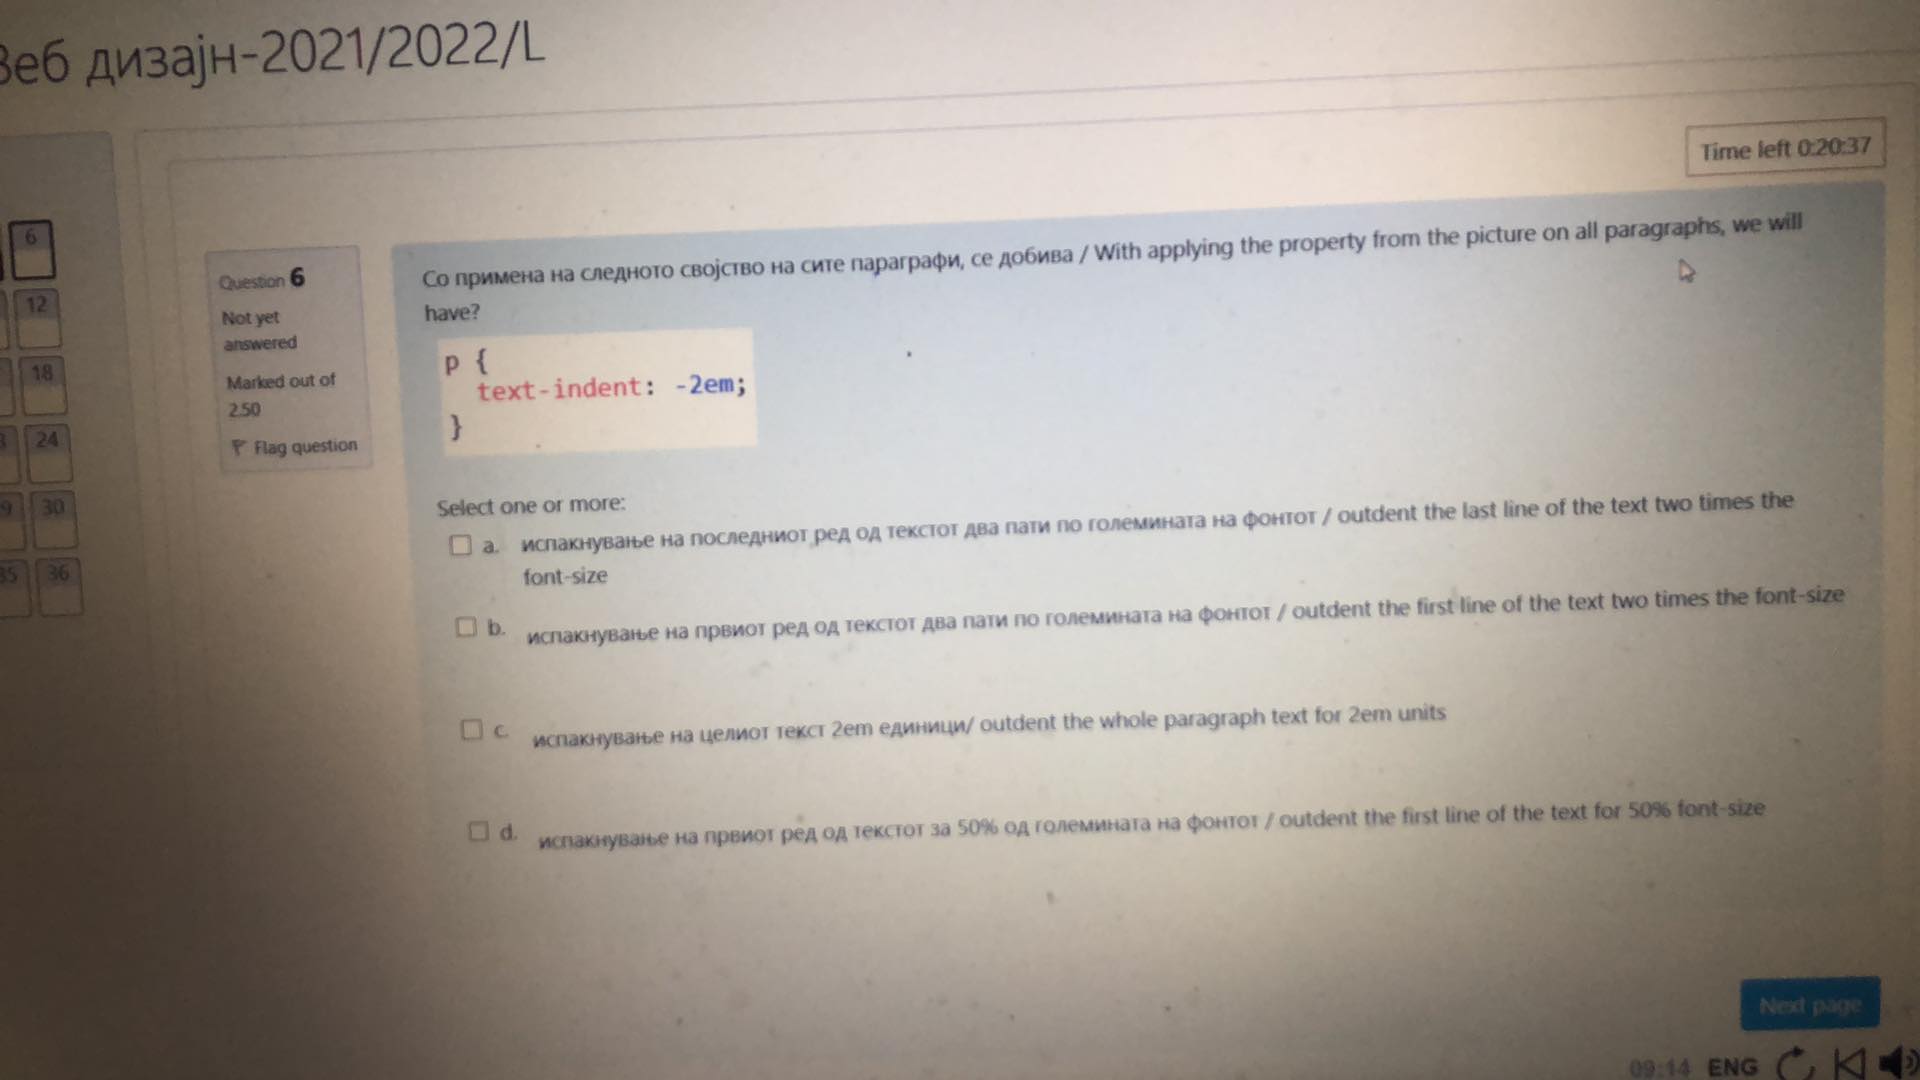 Веб дизајн-2021/2022/L
Time left 0:20:37
6
12
18
24
30
36
Question 6
Not yet
answered
Marked out of
2.50
Flag question
Со примена на следното својство на сите параграфи, се добива / With applying the property from the picture on all paragraphs, we will
have?
p {
text-indent: -2em;
}
Select one or more:
a. испакнување на последниот ред од текстот два пати по големината на фонтот / outdent the last line of the text two times the
font-size
b. испакнување на првиот ред од текстот два пати по големината на фонтот / outdent the first line of the text two times the font-size
c. испакнување на целиот текст 2em единици/ outdent the whole paragraph text for 2em units
d. испакнување на првиот ред од текстот за 50% од големината на фонтот / outdent the first line of the text for 50% font-size
Next page
09:14 ENG